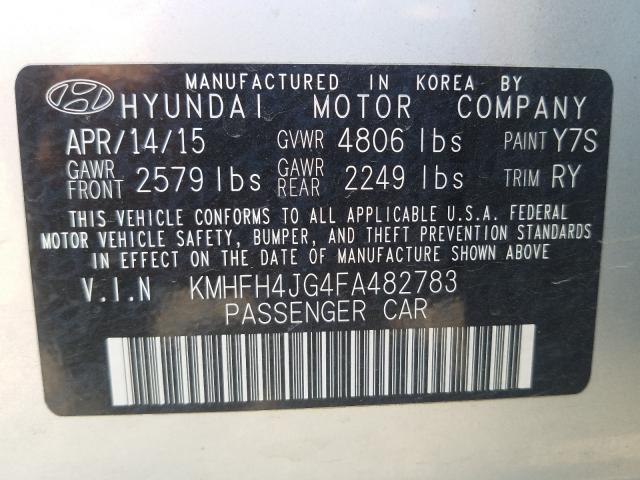 MANUFACTURED IN KOREA BY
HYUNDAI MOTOR COMPANY
APR/14/15 GVWR 4806 lbs PAINT Y7S
GAWR FRONT 2579 lbs GAWR REAR 2249 lbs TRIM RY
THIS VEHICLE CONFORMS TO ALL APPLICABLE U.S.A. FEDERAL
MOTOR VEHICLE SAFETY, BUMPER, AND THEFT PREVENTION STANDARDS
IN EFFECT ON THE DATE OF MANUFACTURE SHOWN ABOVE
V.I.N KMHFH4JG4FA482783
PASSENGER CAR